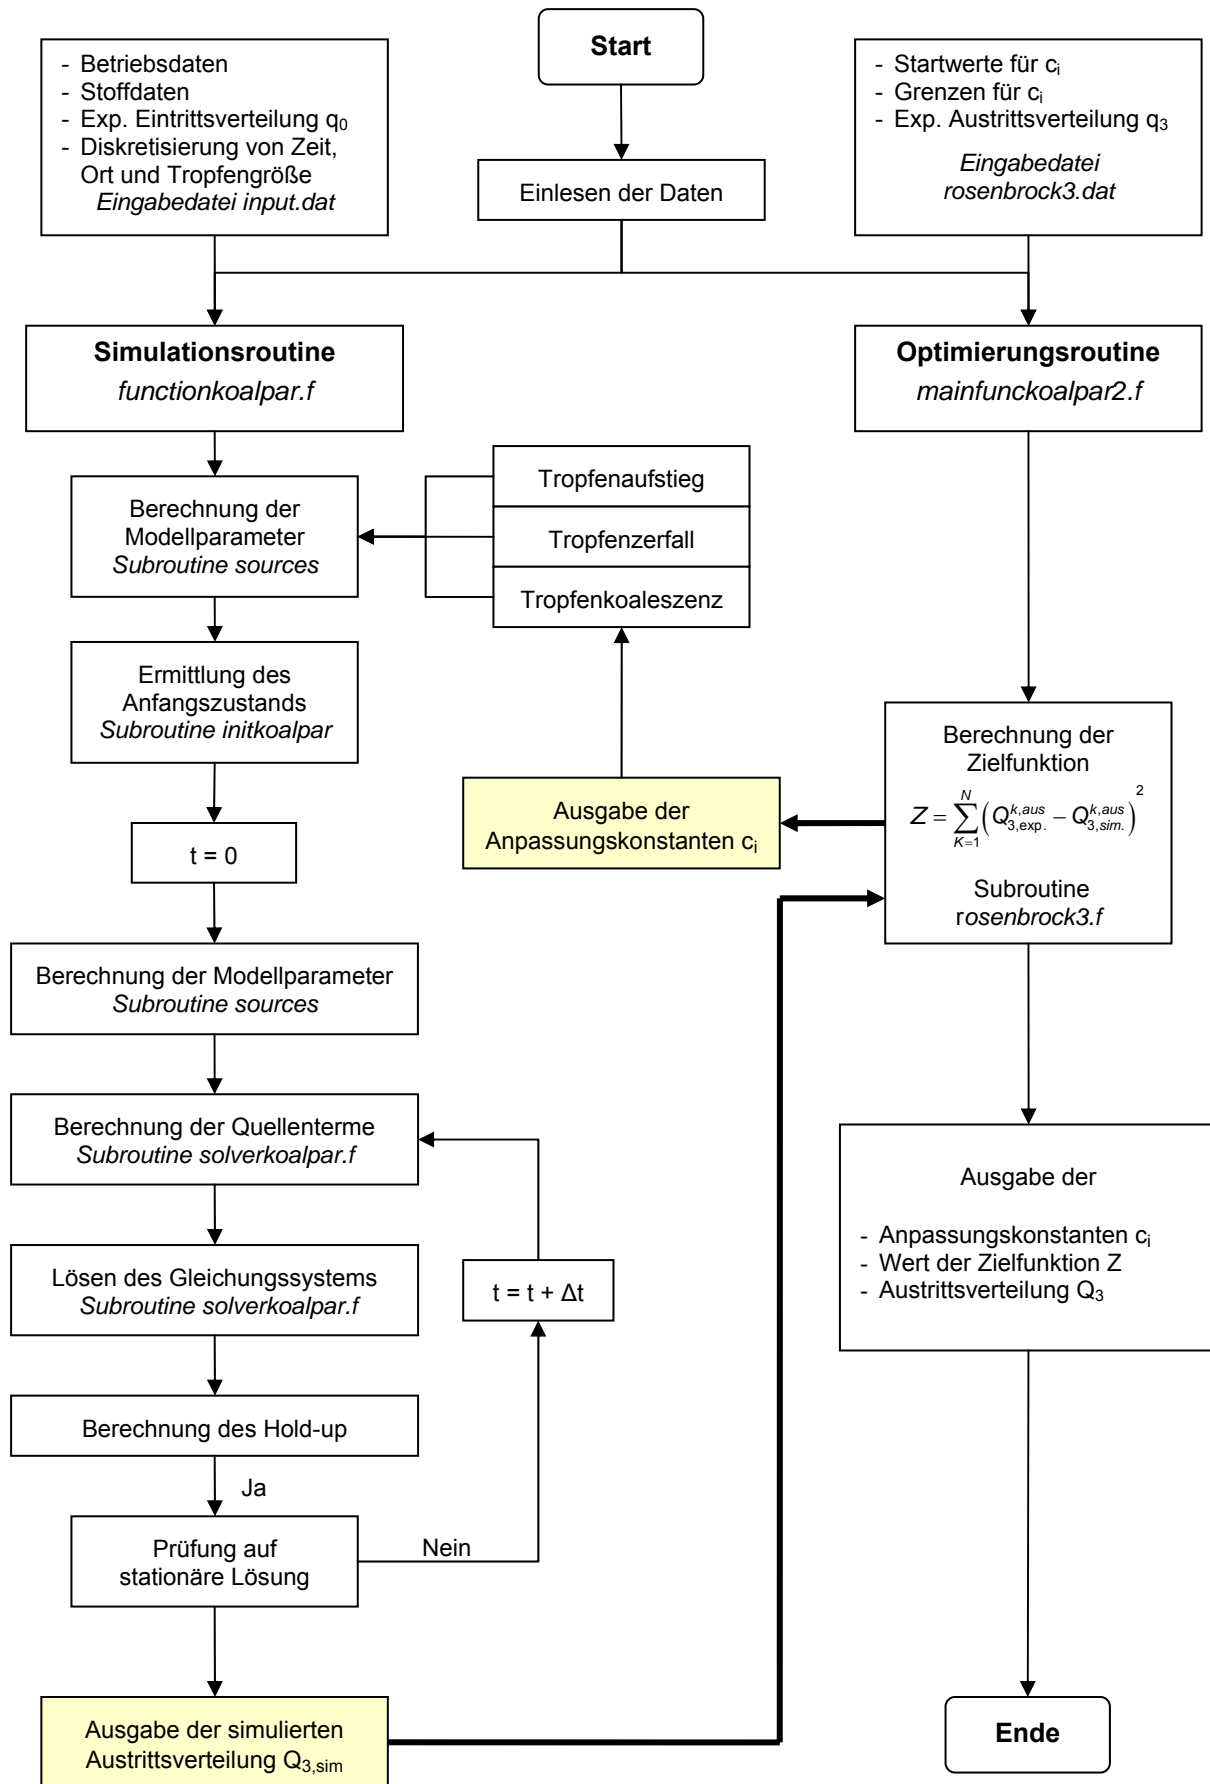 Start
- Betriebsdaten
- Stoffdaten
- Exp. Eintrittsverteilung q0
- Diskretisierung von Zeit,
Ort und Tropfengröße
Eingabedatei input.dat
Einlesen der Daten
- Startwerte für ci
- Grenzen für ci
- Exp. Austrittsverteilung q3
Eingabedatei
rosenbrock3.dat
Simulationsroutine
functionkoalpar.f
Optimierungsroutine
mainfunckoalpar2.f
Berechnung der
Modellparameter
Subroutine sources
Tropfenaufstieg
Tropfenzerfall
Tropfenkoaleszenz
Ermittlung des
Anfangszustands
Subroutine initkoalpar
Ausgabe der
Anpassungskonstanten ci
Berechnung der
Zielfunktion
Z = ∑_{K=1}^{N} (Q_{3,exp.}^{k,aus} − Q_{3,sim.}^{k,aus})^2
Subroutine
rosenbrock3.f
t = 0
Berechnung der Modellparameter
Subroutine sources
Berechnung der Quellenterme
Subroutine solverkoalpar.f
Lösen des Gleichungssystems
Subroutine solverkoalpar.f
t = t + Δt
Berechnung des Hold-up
Ja
Prüfung auf
stationäre Lösung
Nein
Ausgabe der simulierten
Austrittsverteilung Q3,sim
Ausgabe der
- Anpassungskonstanten ci
- Wert der Zielfunktion Z
- Austrittsverteilung Q3
Ende